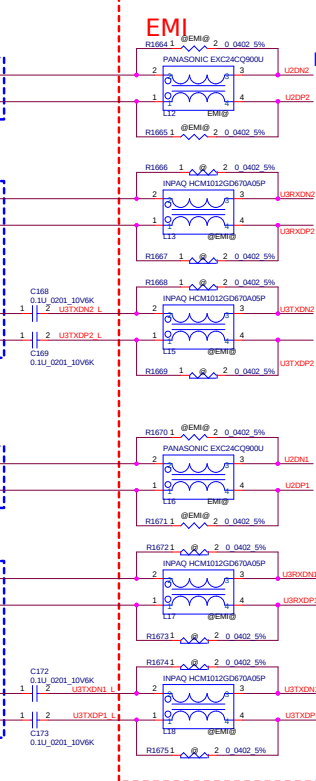 EMI
@EMI@
R1664 1 2 0_0402_5%
PANASONIC EXC24CQ900U
2 3 U2DN2
1 4 U2DP2
L12 EMI@
R1665 1 2 0_0402_5%
@EMI@
R1666 1 @ 2 0_0402_5%
INPAQ HCM1012GD670A05P
2 3 U3RXDN2
1 4 U3RXDP2
L13 @EMI@
R1667 1 @ 2 0_0402_5%
R1668 1 @ 2 0_0402_5%
C168
0.1U_0201_10V6K
INPAQ HCM1012GD670A05P
1 2 U3TXDN2_L 2 3 U3TXDN2
1 2 U3TXDP2_L 1 4 U3TXDP2
C169
0.1U_0201_10V6K
L15 @EMI@
R1669 1 @ 2 0_0402_5%
@EMI@
R1670 1 2 0_0402_5%
PANASONIC EXC24CQ900U
2 3 U2DN1
1 4 U2DP1
L16 EMI@
@EMI@
R1671 1 2 0_0402_5%
R1672 1 @ 2 0_0402_5%
INPAQ HCM1012GD670A05P
2 3 U3RXDN1
1 4 U3RXDP1
L17 @EMI@
R1673 1 @ 2 0_0402_5%
R1674 1 @ 2 0_0402_5%
C172
0.1U_0201_10V6K
INPAQ HCM1012GD670A05P
1 2 U3TXDN1_L 2 3
1 2 U3TXDP1_L 1 4 U3TXDP
C173
0.1U_0201_10V6K
L18 @EMI@
R1675 1 @ 2 0_0402_5%